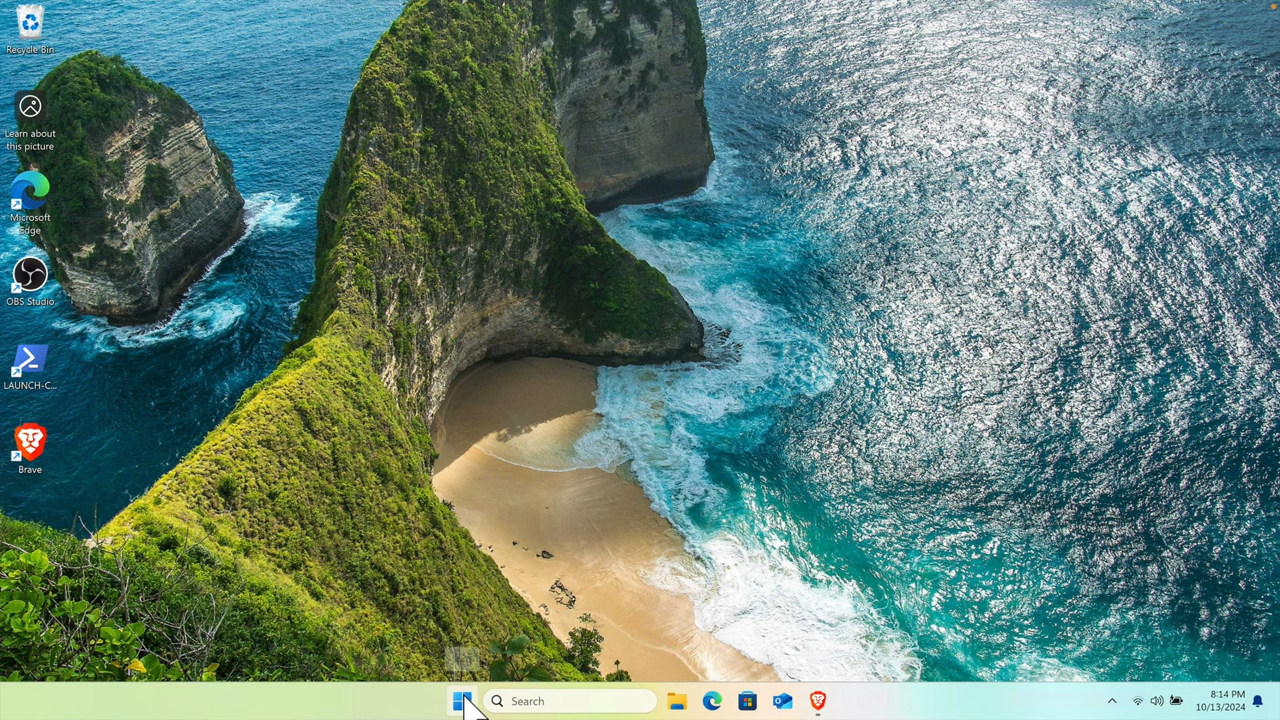 Recycle Bin
Learn about
this picture
Microsoft
Edge
OBS Studio
LAUNCH-C...
Brave
Search
8:14 PM
10/13/2024